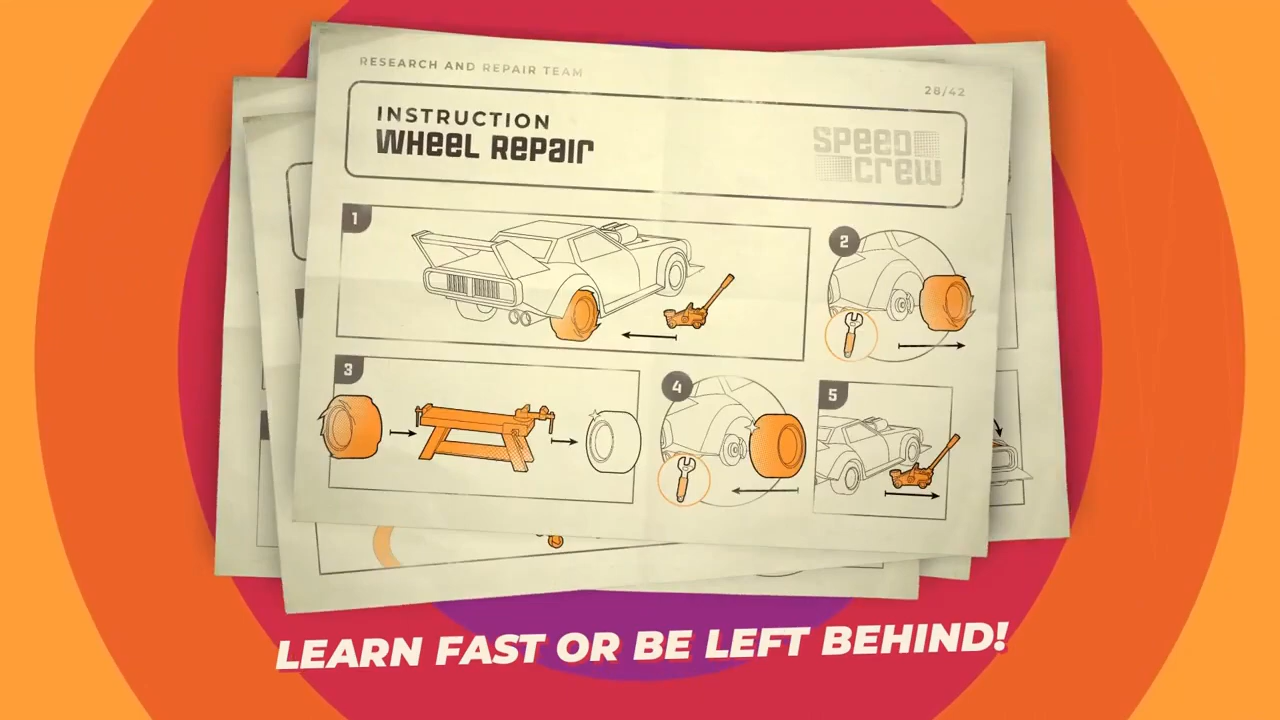 RESEARCH AND REPAIR TEAM
28/42
INSTRUCTION
WHEEL REPAIR
SPEED
CREW
1
2
3
4
5
LEARN FAST OR BE LEFT BEHIND!